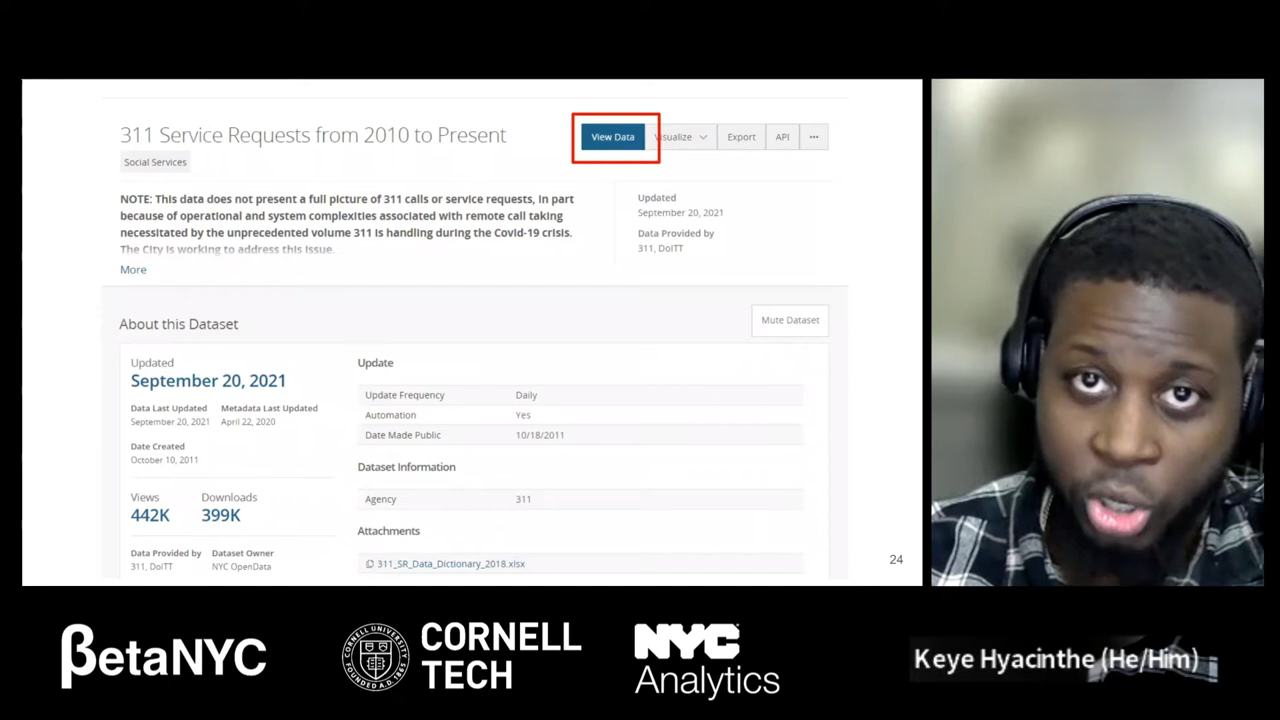 311 Service Requests from 2010 to Present
View Data
Visualize
Export
API
Social Services
NOTE: This data does not present a full picture of 311 calls or service requests, in part
because of operational and system complexities associated with remote call taking
necessitated by the unprecedented volume 311 is handling during the Covid-19 crisis.
The City is working to address this issue.
More
Updated
September 20, 2021
Data Provided by
311, DoITT
About this Dataset
Mute Dataset
Updated
September 20, 2021
Data Last Updated Metadata Last Updated
September 20, 2021 April 22, 2020
Date Created
October 10, 2011
Views Downloads
442K 399K
Data Provided by Dataset Owner
311, DoITT NYC OpenData
Update
Update Frequency Daily
Automation Yes
Date Made Public 10/18/2011
Dataset Information
Agency 311
Attachments
311_SR_Data_Dictionary_2018.xlsx
24
βetaNYC
CORNELL UNIVERSITY
FOUNDED A.D. 1865
CORNELL
TECH
NYC
Analytics
Keye Hyacinthe (He/Him)